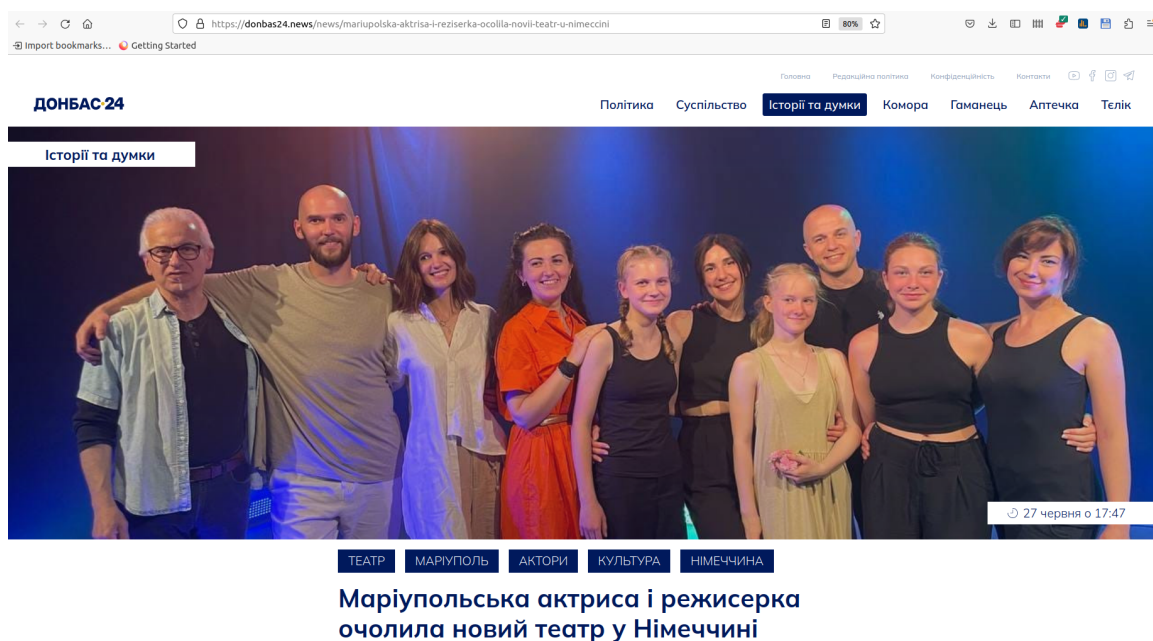 https://donbas24.news/news/mariupolska-aktrisa-i-reziserka-ocolila-novii-teatr-u-nimeccini
80%
Import bookmarks... Getting Started
Головна Редакційна політика Конфіденційність Контакти
ДОНБАС24
Політика Суспільство Історії та думки Комора Гаманець Аптечка Тєлік
Історії та думки
27 червня о 17:47
ТЕАТР МАРІУПОЛЬ АКТОРИ КУЛЬТУРА НІМЕЧЧИНА
Маріупольська актриса і режисерка
очолила новий театр у Німеччині